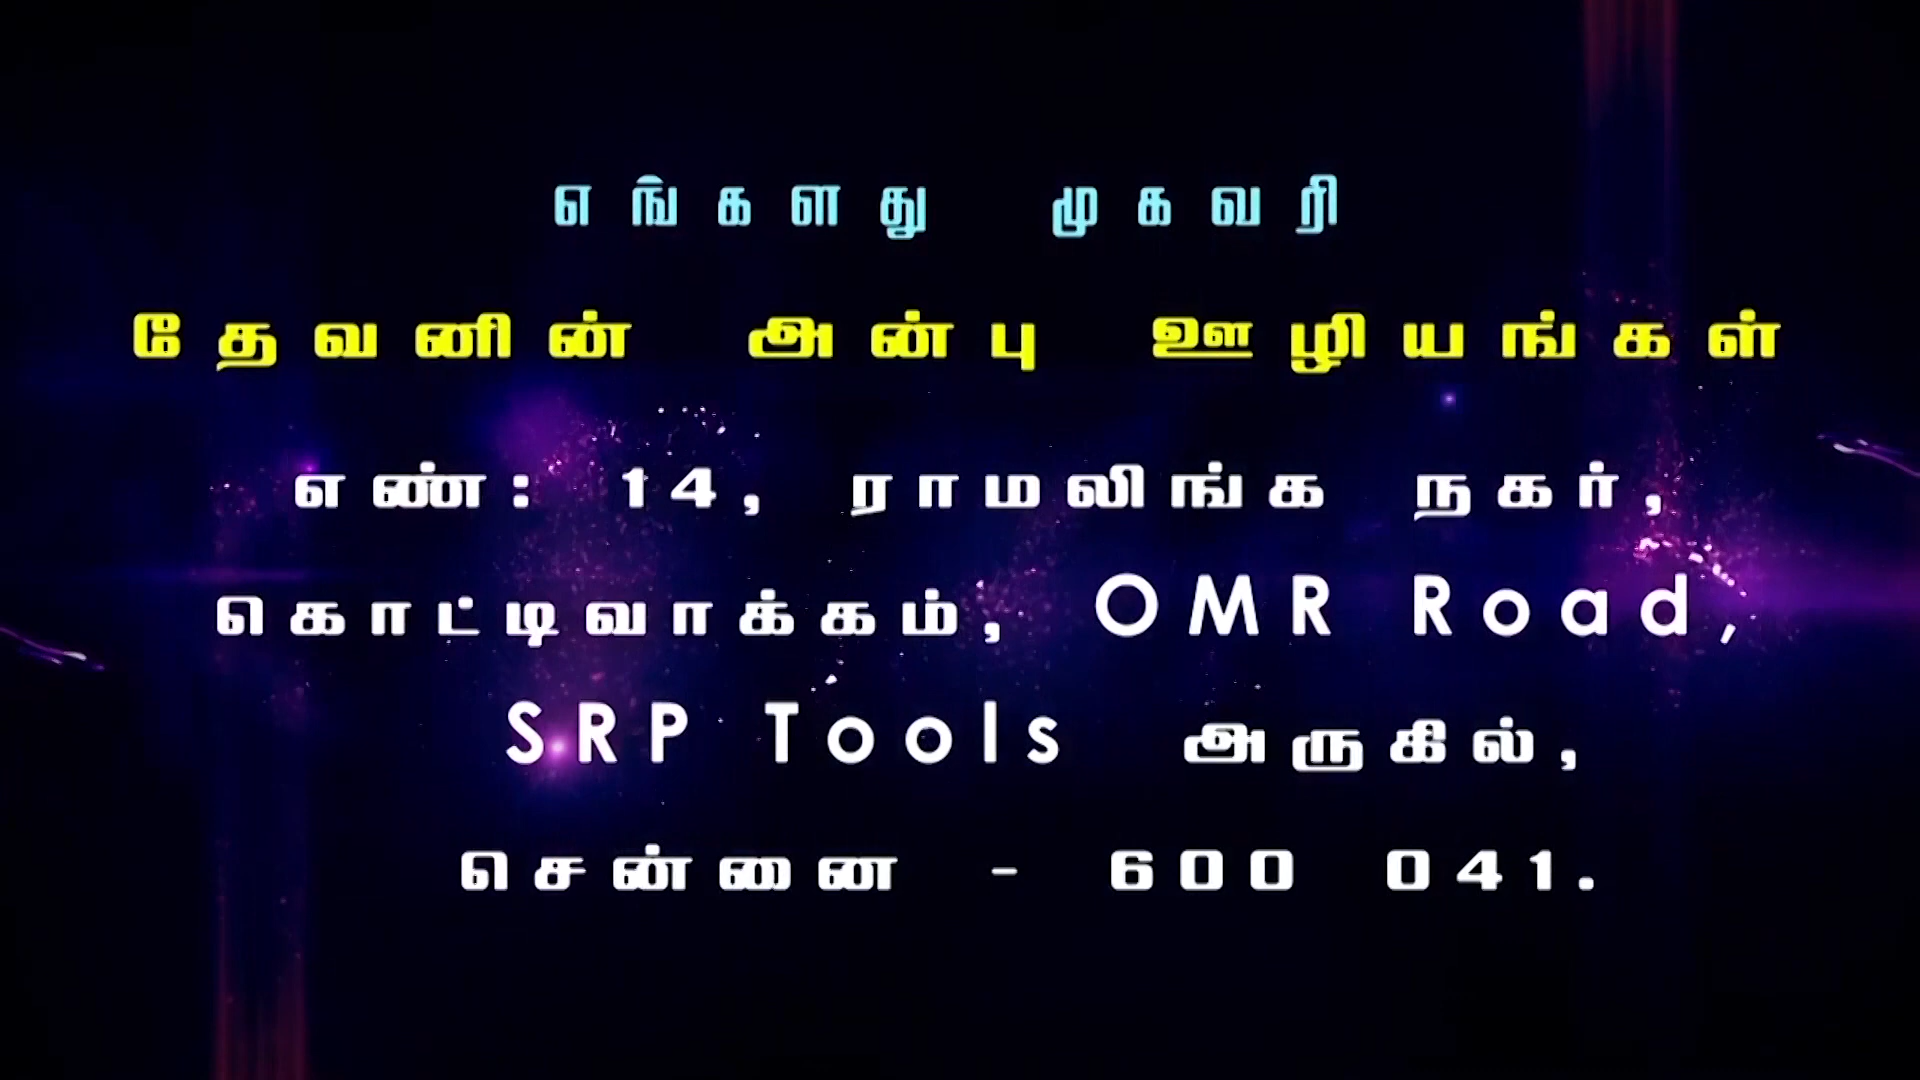 எங்களது முகவரி
தேவனின் அன்பு ஊழியங்கள்
எண்: 14, ராமலிங்க நகர்,
கொட்டிவாக்கம், OMR Road,
SRP Tools அருகில்,
சென்னை - 600 041.